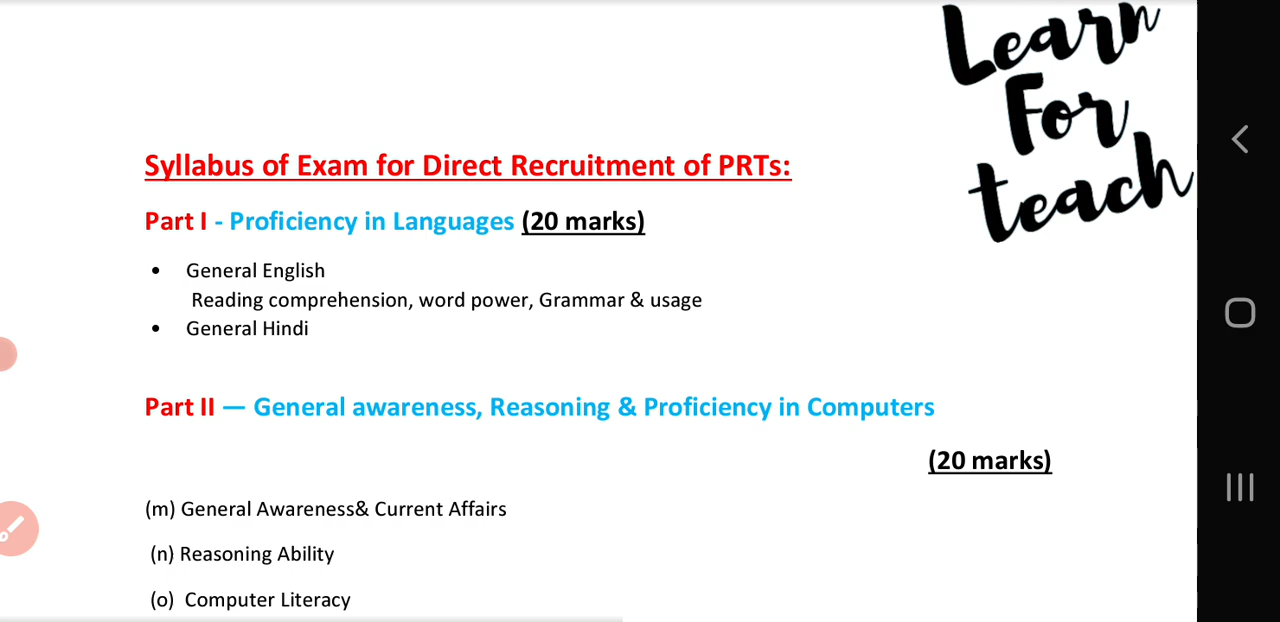 Learn
For
teach
Syllabus of Exam for Direct Recruitment of PRTs:
Part I - Proficiency in Languages (20 marks)
• General English
Reading comprehension, word power, Grammar & usage
• General Hindi
Part II — General awareness, Reasoning & Proficiency in Computers
(20 marks)
(m) General Awareness& Current Affairs
(n) Reasoning Ability
(o) Computer Literacy